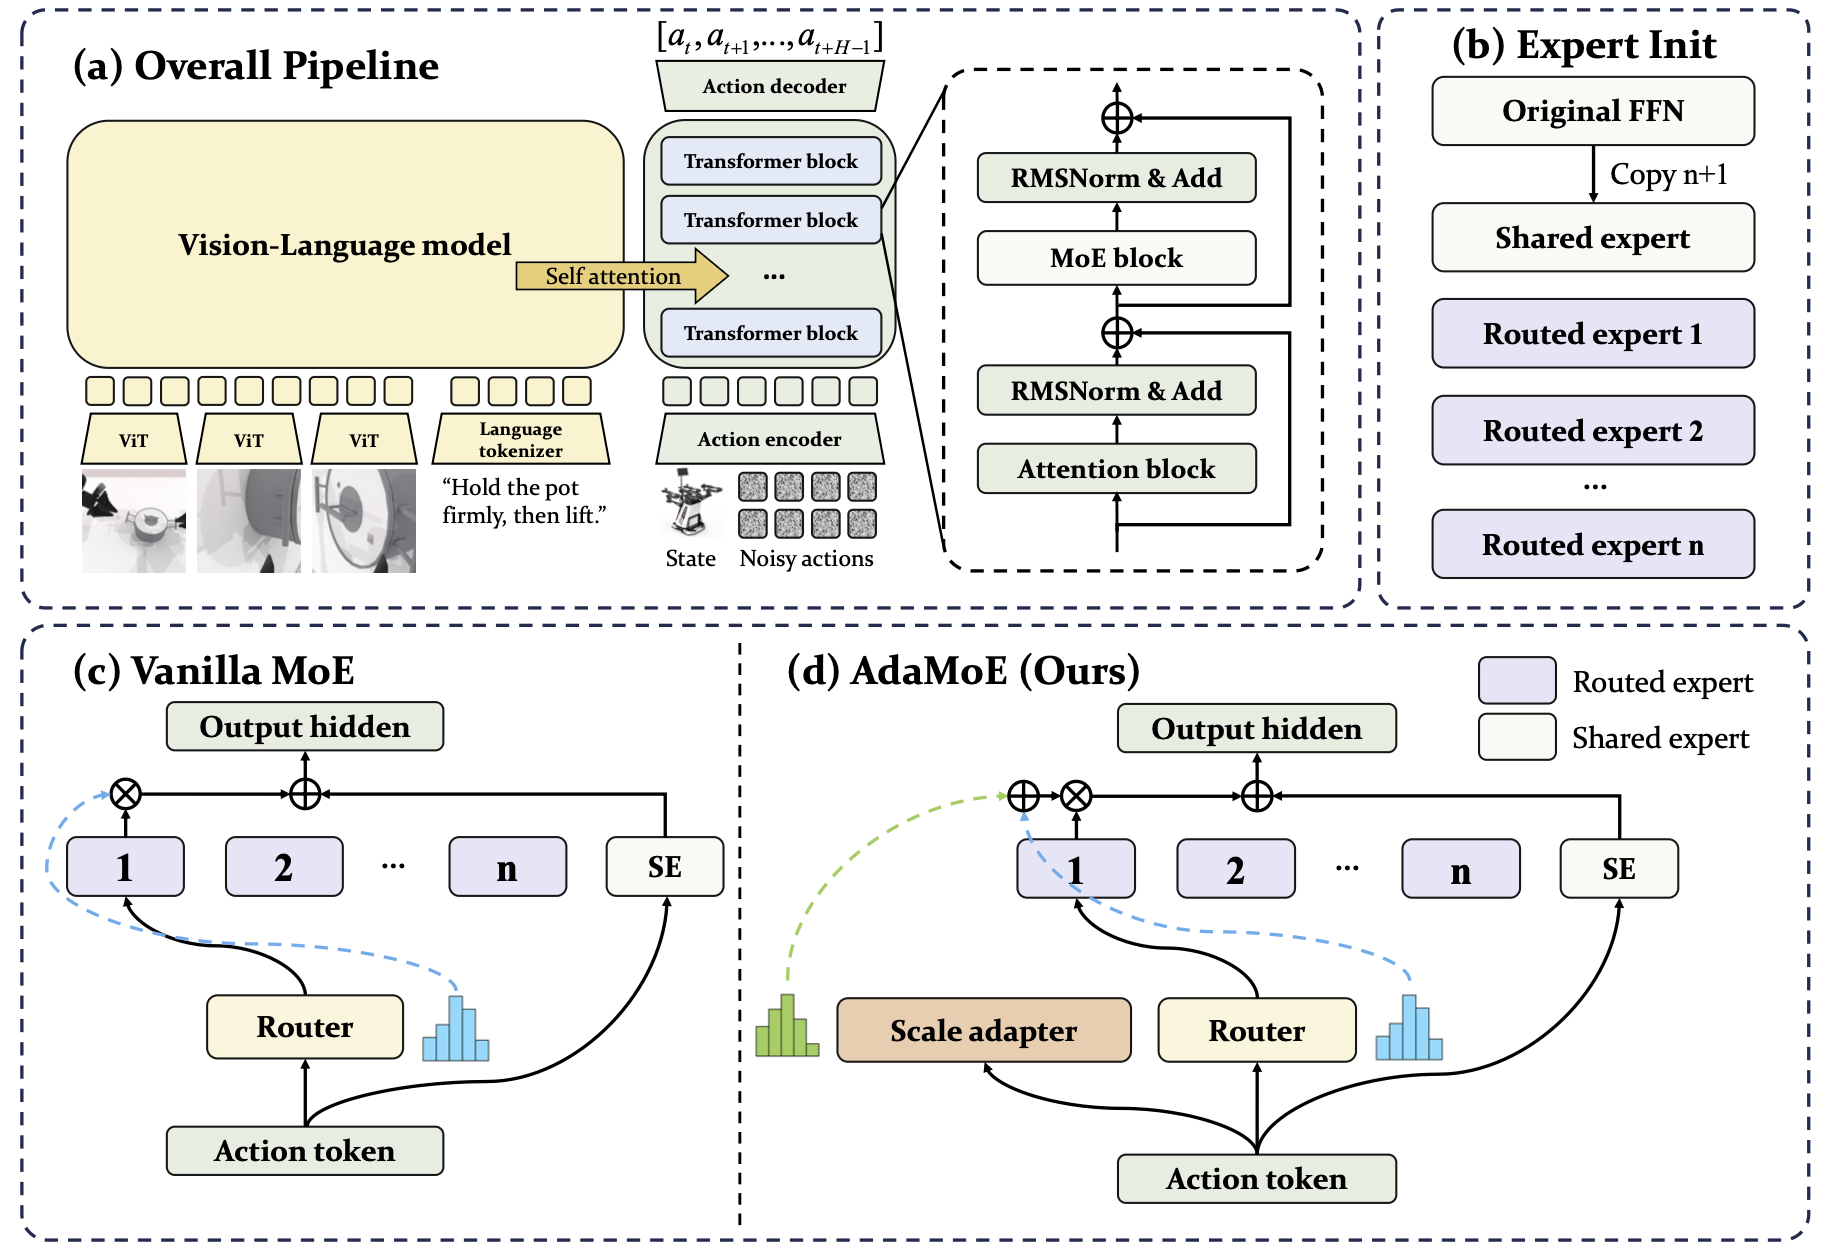 (a) Overall Pipeline
[a_t, a_{t+1},..., a_{t+H−1}]
Action decoder
Transformer block
Transformer block
...
Transformer block
Vision-Language model
Self attention
ViT
ViT
ViT
Language
tokenizer
Action encoder
“Hold the pot
firmly, then lift.”
State
Noisy actions
RMSNorm & Add
MoE block
RMSNorm & Add
Attention block
(b) Expert Init
Original FFN
Copy n+1
Shared expert
Routed expert 1
Routed expert 2
...
Routed expert n
(c) Vanilla MoE
Output hidden
1
2
...
n
SE
Router
Action token
(d) AdaMoE (Ours)
Routed expert
Shared expert
Output hidden
1
2
...
n
SE
Scale adapter
Router
Action token